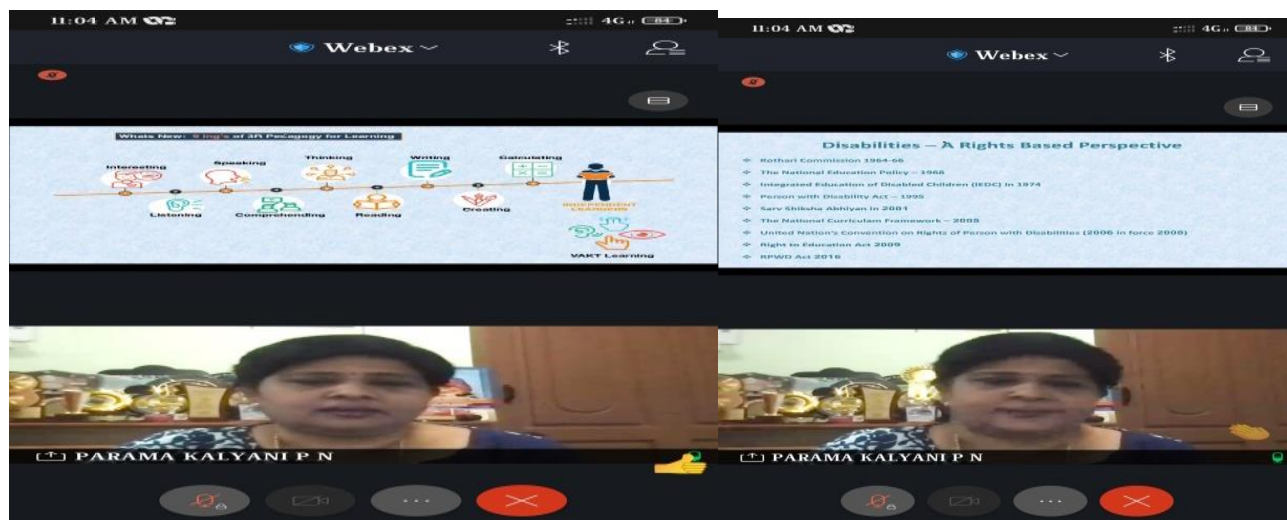 11:04 AM
4G 84
Webex
Whats New: 9 ing's of 3R Pedagogy for Learning
Interesting
Speaking
Thinking
Writing
Calculating
Listening
Comprehending
Reading
Creating
INDEPENDENT
LEARNERS
VAKT Learning
PARAMA KALYANI P N
11:04 AM
4G 84
Webex
Disabilities – A Rights Based Perspective
Kothari Commission 1964-66
The National Education Policy – 1968
Integrated Education of Disabled Children (IEDC) in 1974
Person with Disability Act – 1995
Sarv Shiksha Abhiyan in 2001
The National Curriculam Framework – 2005
United Nation's Convention on Rights of Person with Disabilities (2006 in force 2008)
Right to Education Act 2009
RPWD Act 2016
PARAMA KALYANI P N